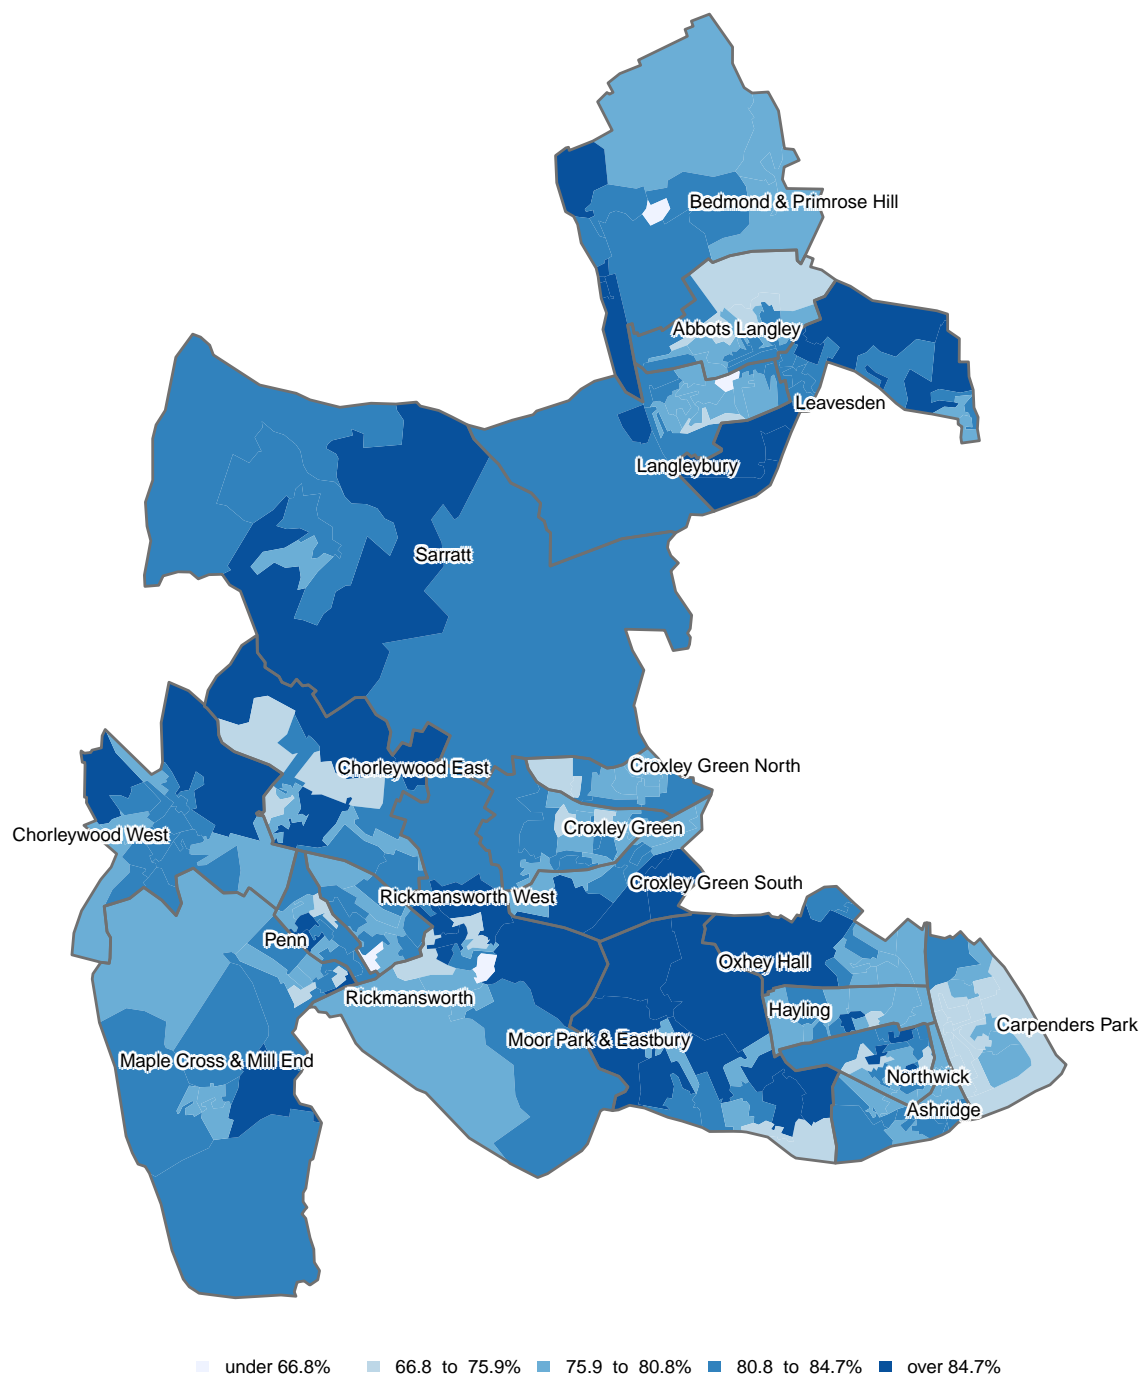 Bedmond & Primrose Hill
Abbots Langley
Leavesden
Langleybury
Sarratt
Croxley Green North
Chorleywood East
Croxley Green
Chorleywood West
Croxley Green South
Rickmansworth West
Penn
Oxhey Hall
Rickmansworth
Hayling
Carpenders Park
Moor Park & Eastbury
Maple Cross & Mill End
Northwick
Ashridge
under 66.8% 66.8 to 75.9% 75.9 to 80.8% 80.8 to 84.7% over 84.7%